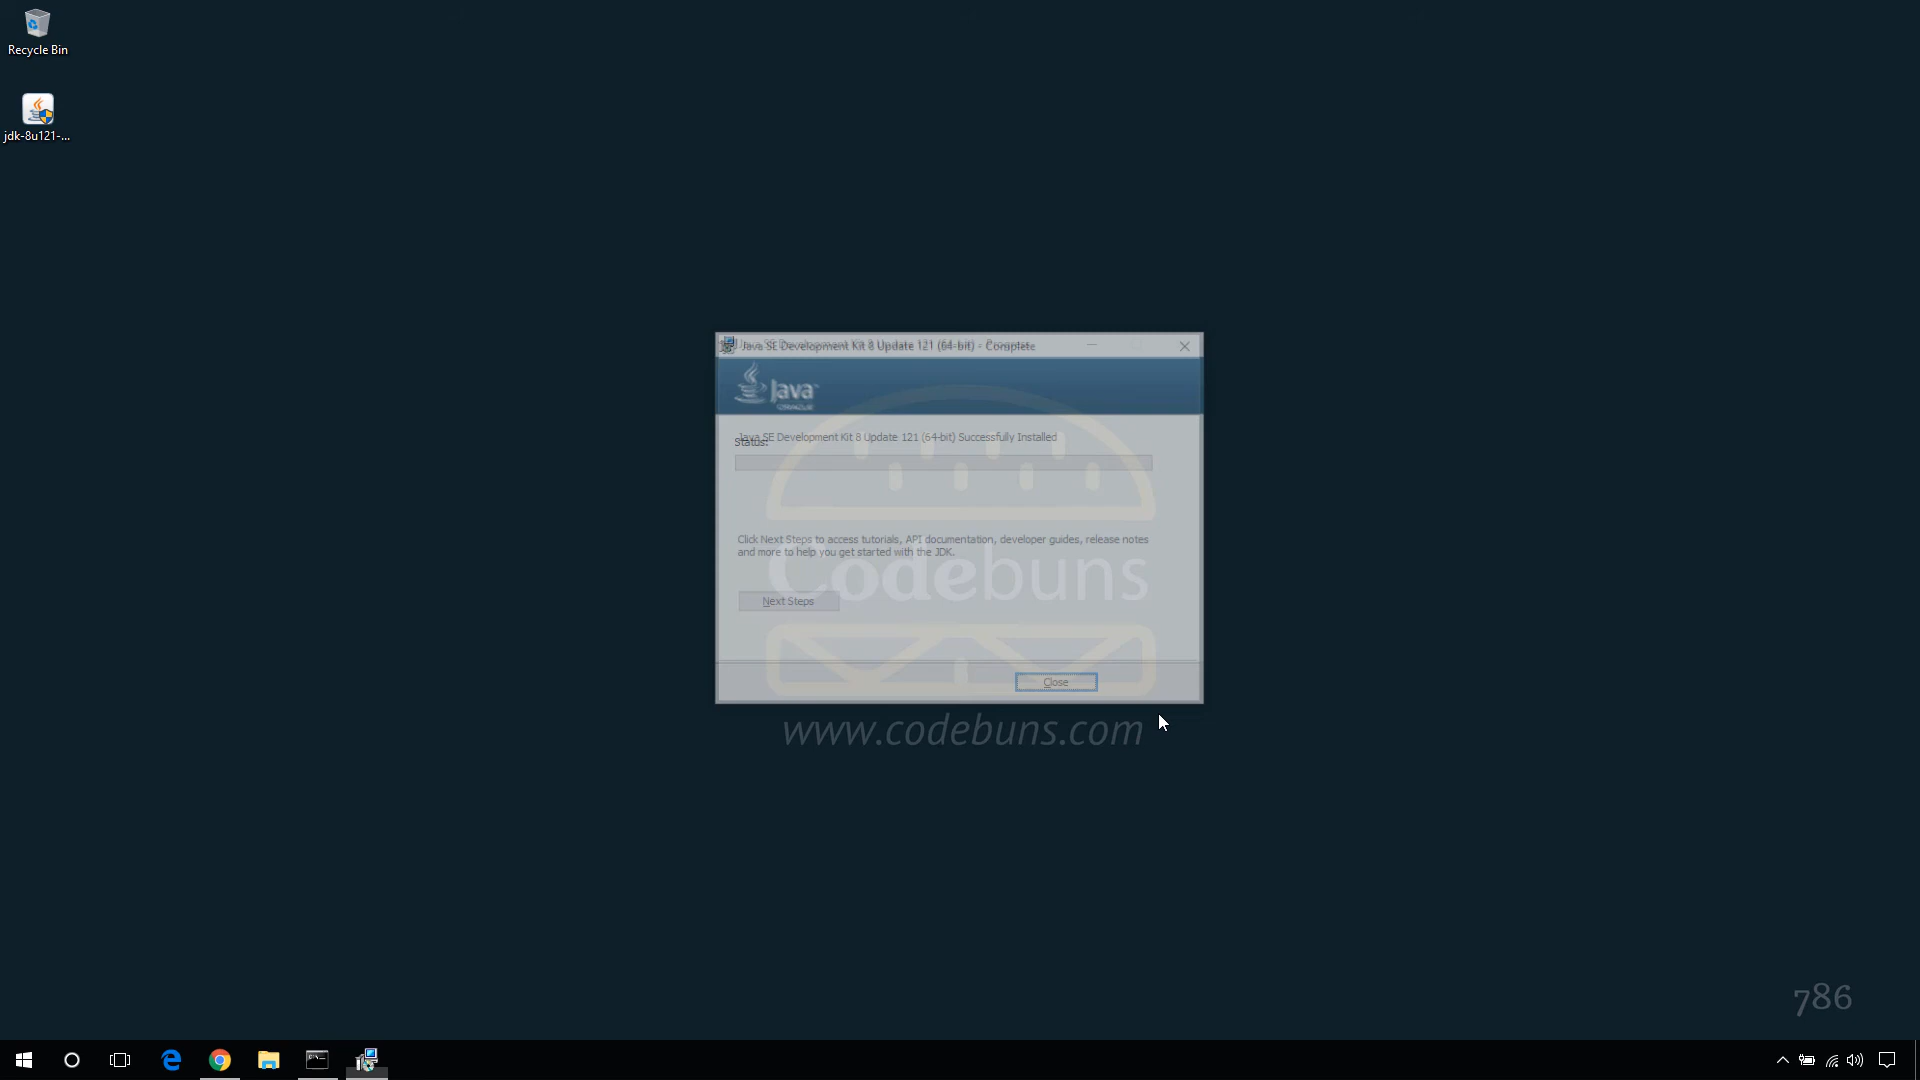 Recycle Bin
jdk-8u121-...
Java SE Development Kit 8 Update 121 (64-bit) - Complete
Java
ORACLE
Java SE Development Kit 8 Update 121 (64-bit) Successfully Installed
Status:
Click Next Steps to access tutorials, API documentation, developer guides, release notes
and more to help you get started with the JDK.
Codebuns
Next Steps
Close
www.codebuns.com
786